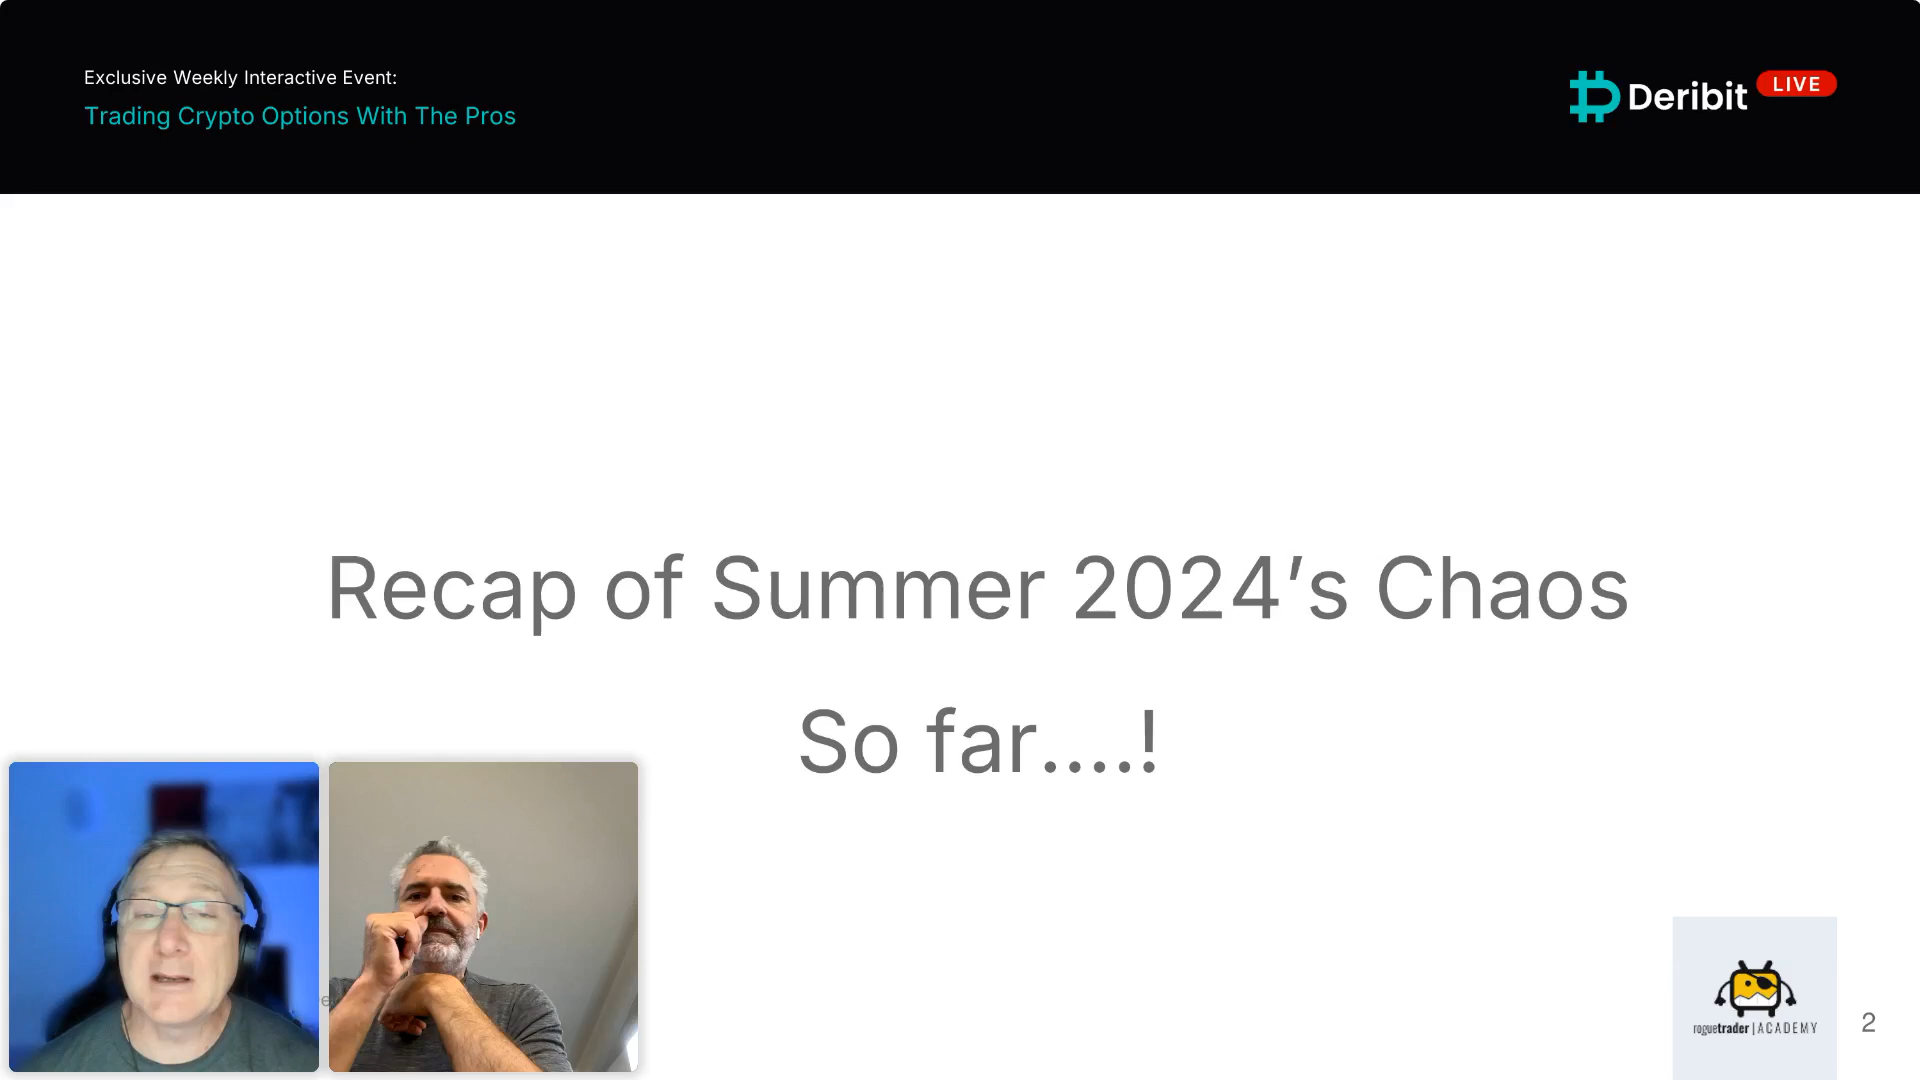 Exclusive Weekly Interactive Event:
Trading Crypto Options With The Pros
Deribit LIVE
Recap of Summer 2024’s Chaos
So far....!
roguetrader|ACADEMY
2